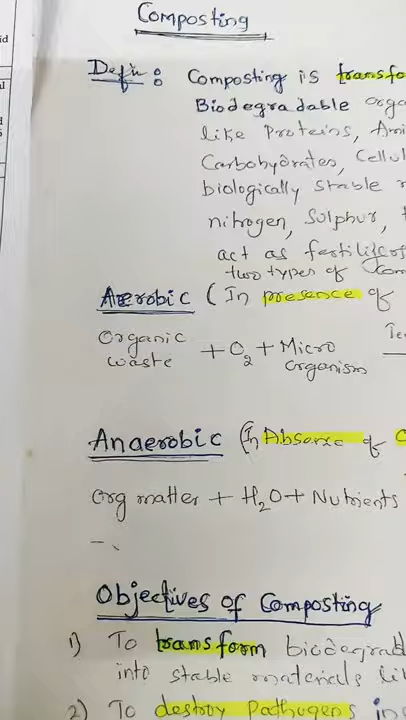 Composting
Defn: Composting is transfo
Biodegradable orga
like Proteins, Ami
Carbohydrates, Cellul
biologically stable
nitrogen, Sulphur,
act as fertilisers
two types of Com
Aerobic (In presence of
Organic waste + O2 + Micro organism
Anaerobic (In Absence of
Org matter + H2O + Nutrients
Objectives of Composting
1) To transform biodegrad
into stable materials li
2) To destroy Pathogens in